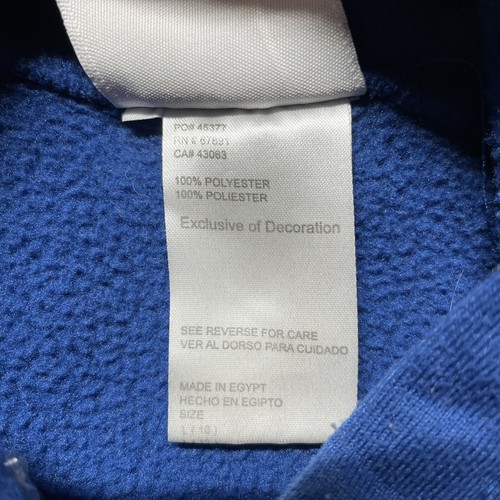 PO# 45377
RN # 67891
CA# 43063
100% POLYESTER
100% POLIESTER
Exclusive of Decoration
SEE REVERSE FOR CARE
VER AL DORSO PARA CUIDADO
MADE IN EGYPT
HECHO EN EGIPTO
SIZE